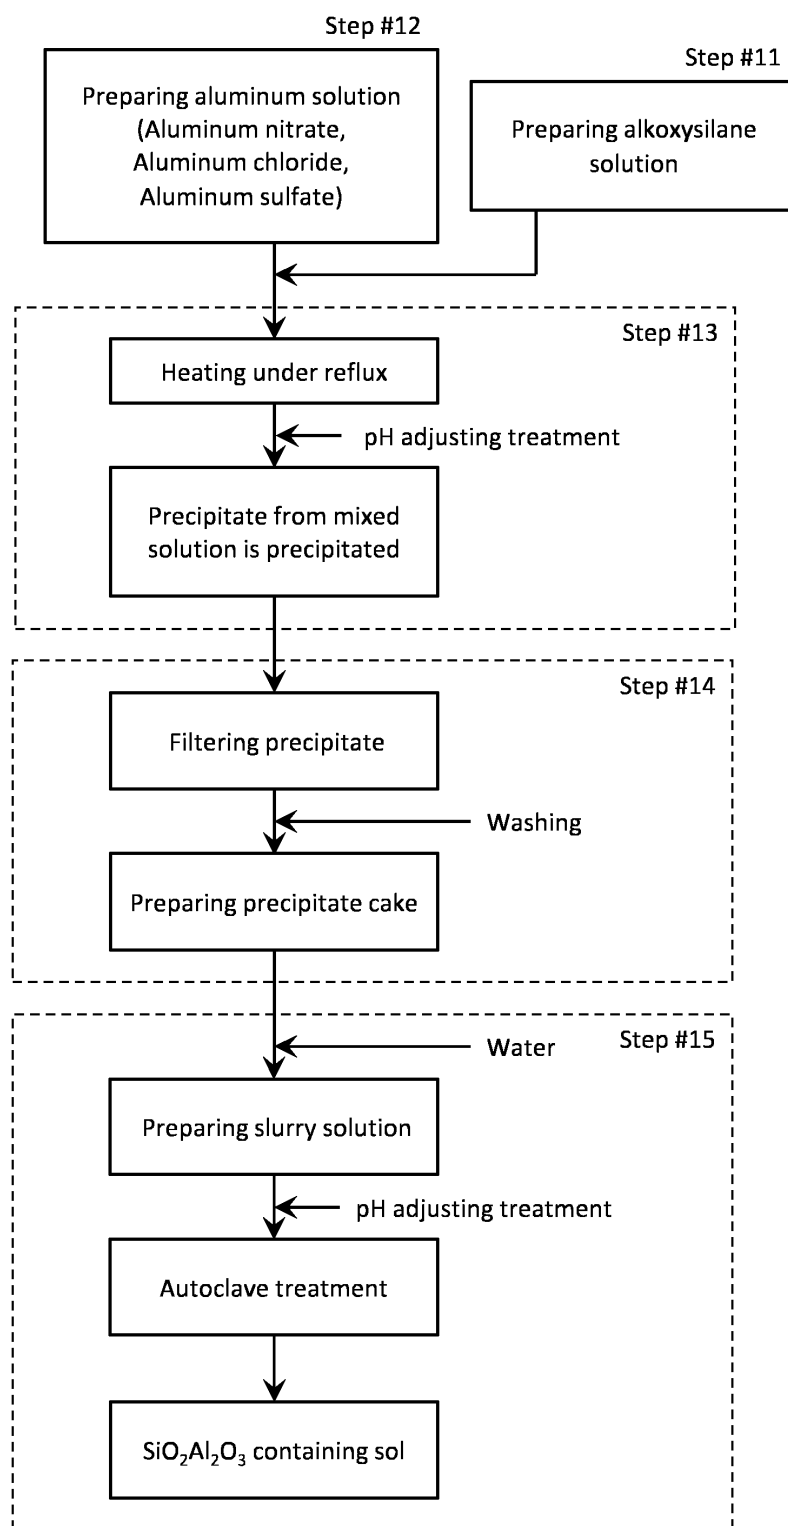 Step #12
Step #11
Preparing aluminum solution
(Aluminum nitrate,
Aluminum chloride,
Aluminum sulfate)
Preparing alkoxysilane
solution
Step #13
Heating under reflux
pH adjusting treatment
Precipitate from mixed
solution is precipitated
Step #14
Filtering precipitate
Washing
Preparing precipitate cake
Step #15
Water
Preparing slurry solution
pH adjusting treatment
Autoclave treatment
SiO₂Al₂O₃ containing sol